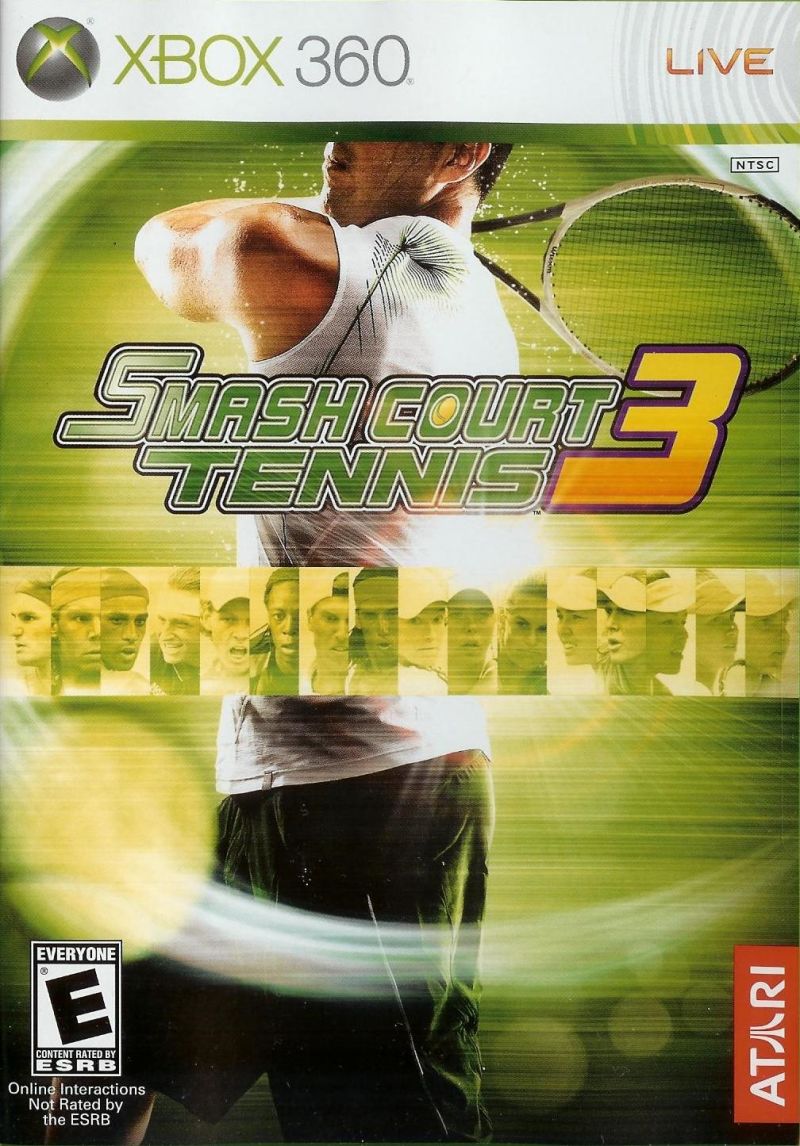 XBOX 360
LIVE
NTSC
SMASH COURT
TENNIS 3
™
EVERYONE
E
®
CONTENT RATED BY
ESRB
Online Interactions
Not Rated by
the ESRB
ATARI